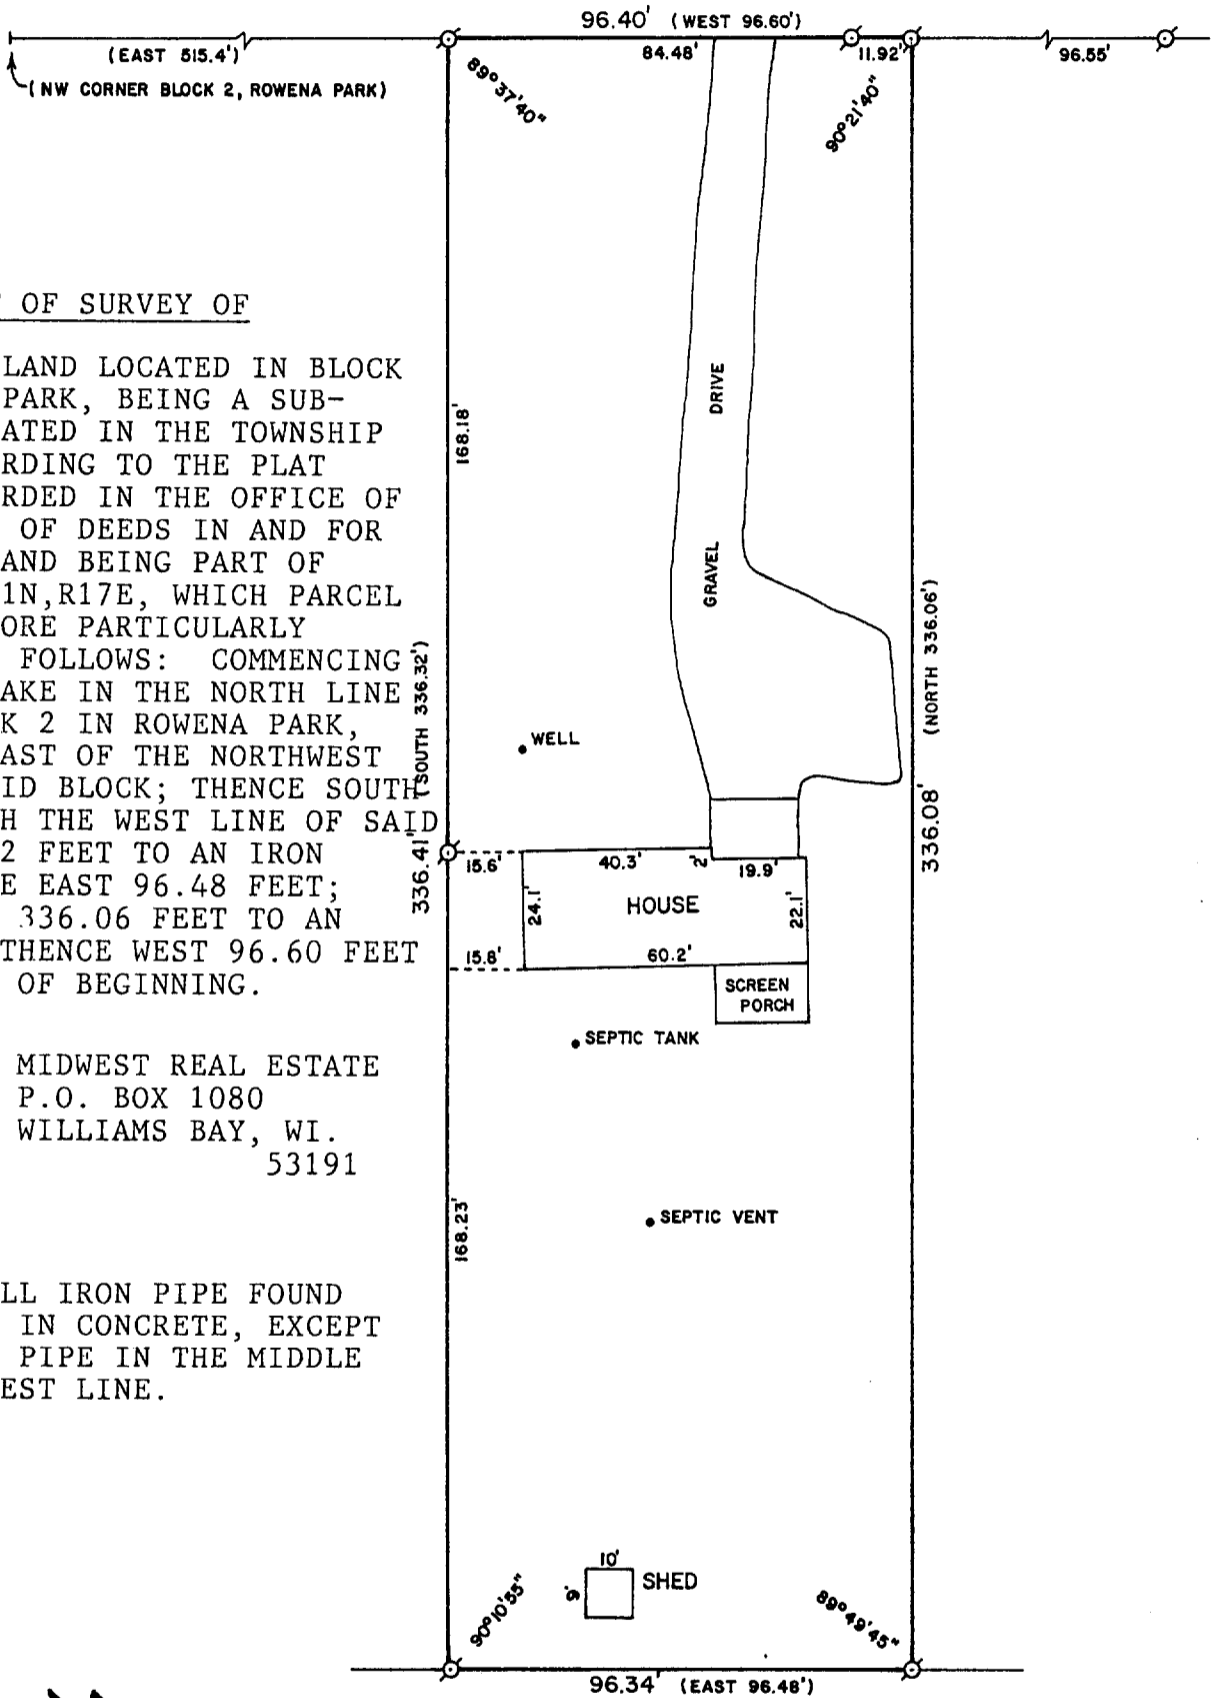 96.40' (WEST 96.60')
(EAST 515.4') 84.48' 11.92' 96.55'
(NW CORNER BLOCK 2, ROWENA PARK)
89°37'40"
90°21'40"
OF SURVEY OF
LAND LOCATED IN BLOCK
PARK, BEING A SUB-
ATED IN THE TOWNSHIP
RDING TO THE PLAT
RDED IN THE OFFICE OF
OF DEEDS IN AND FOR
AND BEING PART OF
1N,R17E, WHICH PARCEL
ORE PARTICULARLY
FOLLOWS: COMMENCING
AKE IN THE NORTH LINE
K 2 IN ROWENA PARK,
AST OF THE NORTHWEST
ID BLOCK; THENCE SOUTH
H THE WEST LINE OF SAID
2 FEET TO AN IRON
E EAST 96.48 FEET;
336.06 FEET TO AN
THENCE WEST 96.60 FEET
OF BEGINNING.
MIDWEST REAL ESTATE
P.O. BOX 1080
WILLIAMS BAY, WI.
53191
LL IRON PIPE FOUND
IN CONCRETE, EXCEPT
PIPE IN THE MIDDLE
EST LINE.
168.18'
336.41' (SOUTH 336.32')
GRAVEL DRIVE
336.08' (NORTH 336.06')
WELL
15.6' 40.3' 2' 19.9'
24.1' HOUSE 22.1'
15.8' 60.2'
SCREEN
PORCH
SEPTIC TANK
SEPTIC VENT
168.23'
10'
9' SHED
90°10'55"
89°49'45"
96.34' (EAST 96.48')